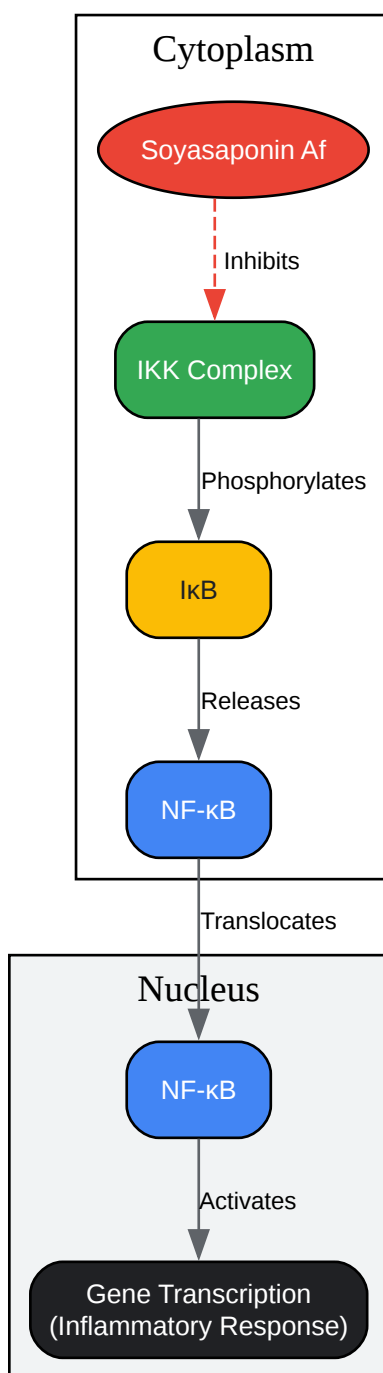 Cytoplasm
Soyasaponin Af
Inhibits
IKK Complex
Phosphorylates
IκB
Releases
NF-κB
Translocates
Nucleus
NF-κB
Activates
Gene Transcription
(Inflammatory Response)